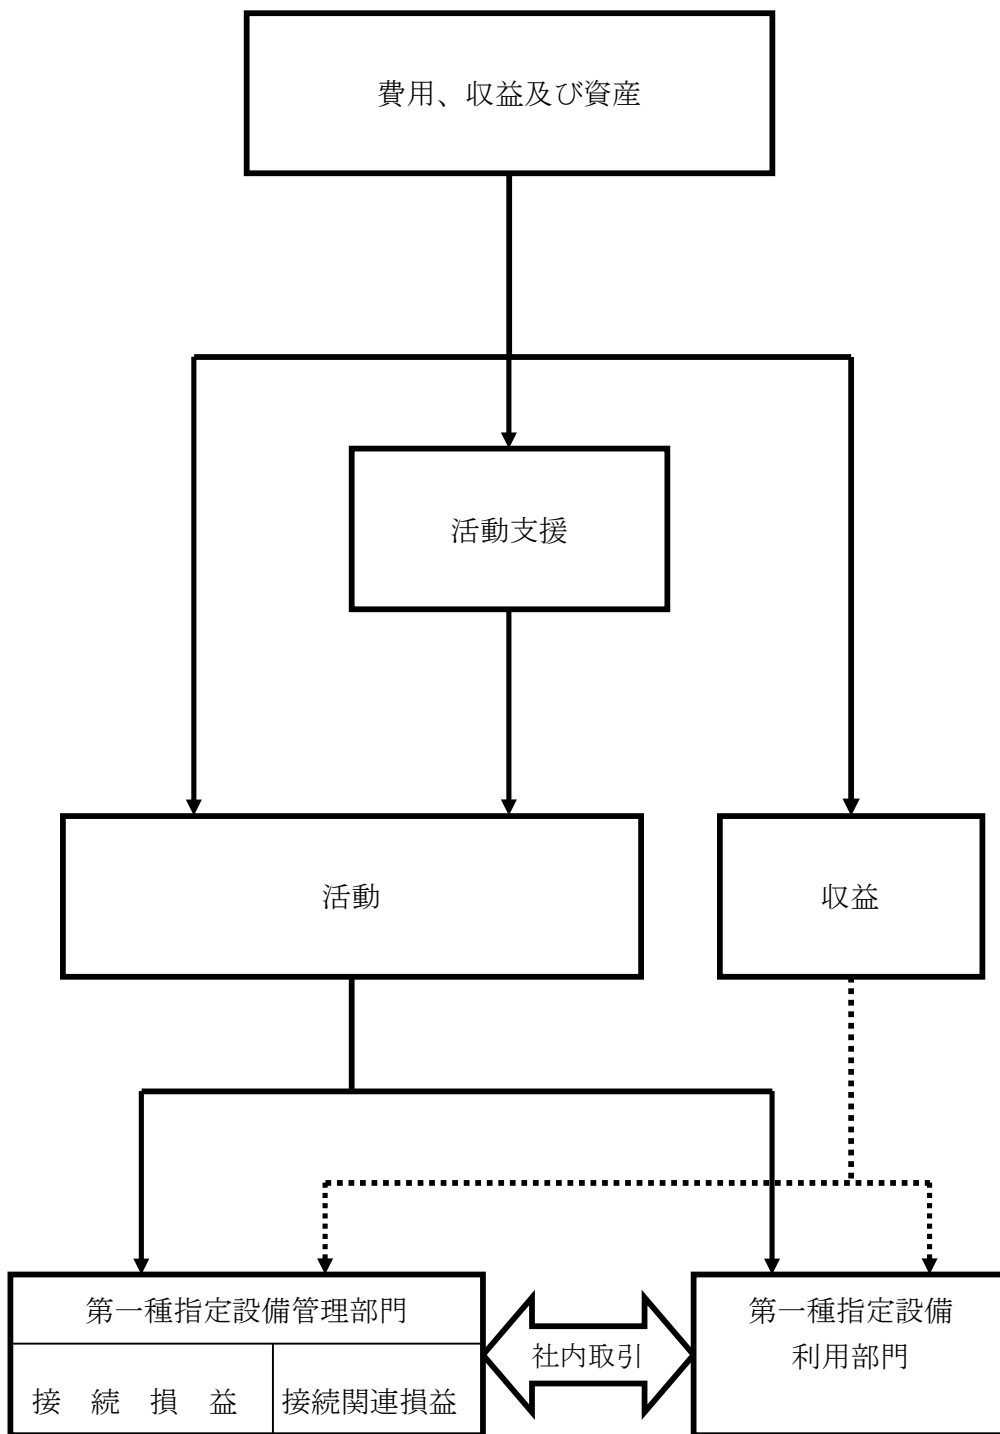 費用、収益及び資産
活動支援
活動
収益
第一種指定設備管理部門
接　続　損　益
接続関連損益
社内取引
第一種指定設備
利用部門